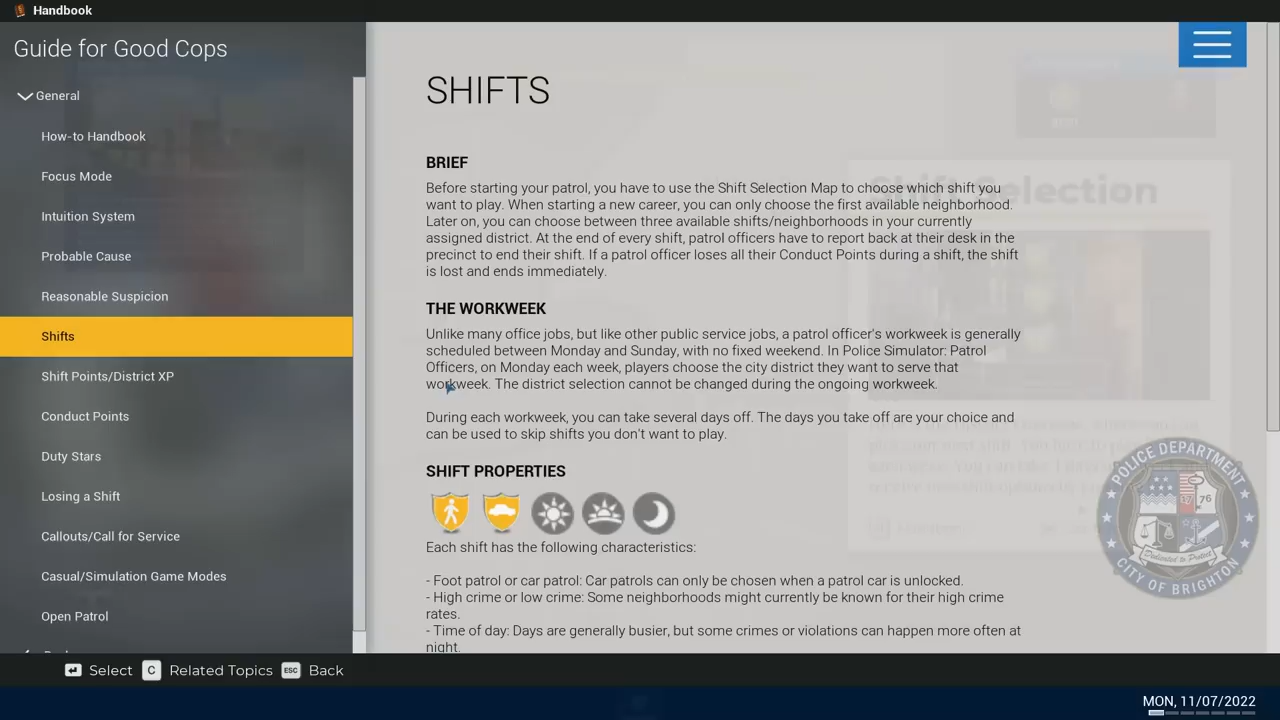 Handbook
Guide for Good Cops
General
How-to Handbook
Focus Mode
Intuition System
Probable Cause
Reasonable Suspicion
Shifts
Shift Points/District XP
Conduct Points
Duty Stars
Losing a Shift
Callouts/Call for Service
Casual/Simulation Game Modes
Open Patrol
SHIFTS
BRIEF
Before starting your patrol, you have to use the Shift Selection Map to choose which shift you
want to play. When starting a new career, you can only choose the first available neighborhood.
Later on, you can choose between three available shifts/neighborhoods in your currently
assigned district. At the end of every shift, patrol officers have to report back at their desk in the
precinct to end their shift. If a patrol officer loses all their Conduct Points during a shift, the shift
is lost and ends immediately.
THE WORKWEEK
Unlike many office jobs, but like other public service jobs, a patrol officer's workweek is generally
scheduled between Monday and Sunday, with no fixed weekend. In Police Simulator: Patrol
Officers, on Monday each week, players choose the city district they want to serve that
workweek. The district selection cannot be changed during the ongoing workweek.
During each workweek, you can take several days off. The days you take off are your choice and
can be used to skip shifts you don't want to play.
SHIFT PROPERTIES
Each shift has the following characteristics:
- Foot patrol or car patrol: Car patrols can only be chosen when a patrol car is unlocked.
- High crime or low crime: Some neighborhoods might currently be known for their high crime
rates.
- Time of day: Days are generally busier, but some crimes or violations can happen more often at
night.
Shift Selection
POLICE DEPARTMENT
17 76
Dedicated to Protect
CITY OF BRIGHTON
Select C Related Topics ESC Back
MON, 11/07/2022